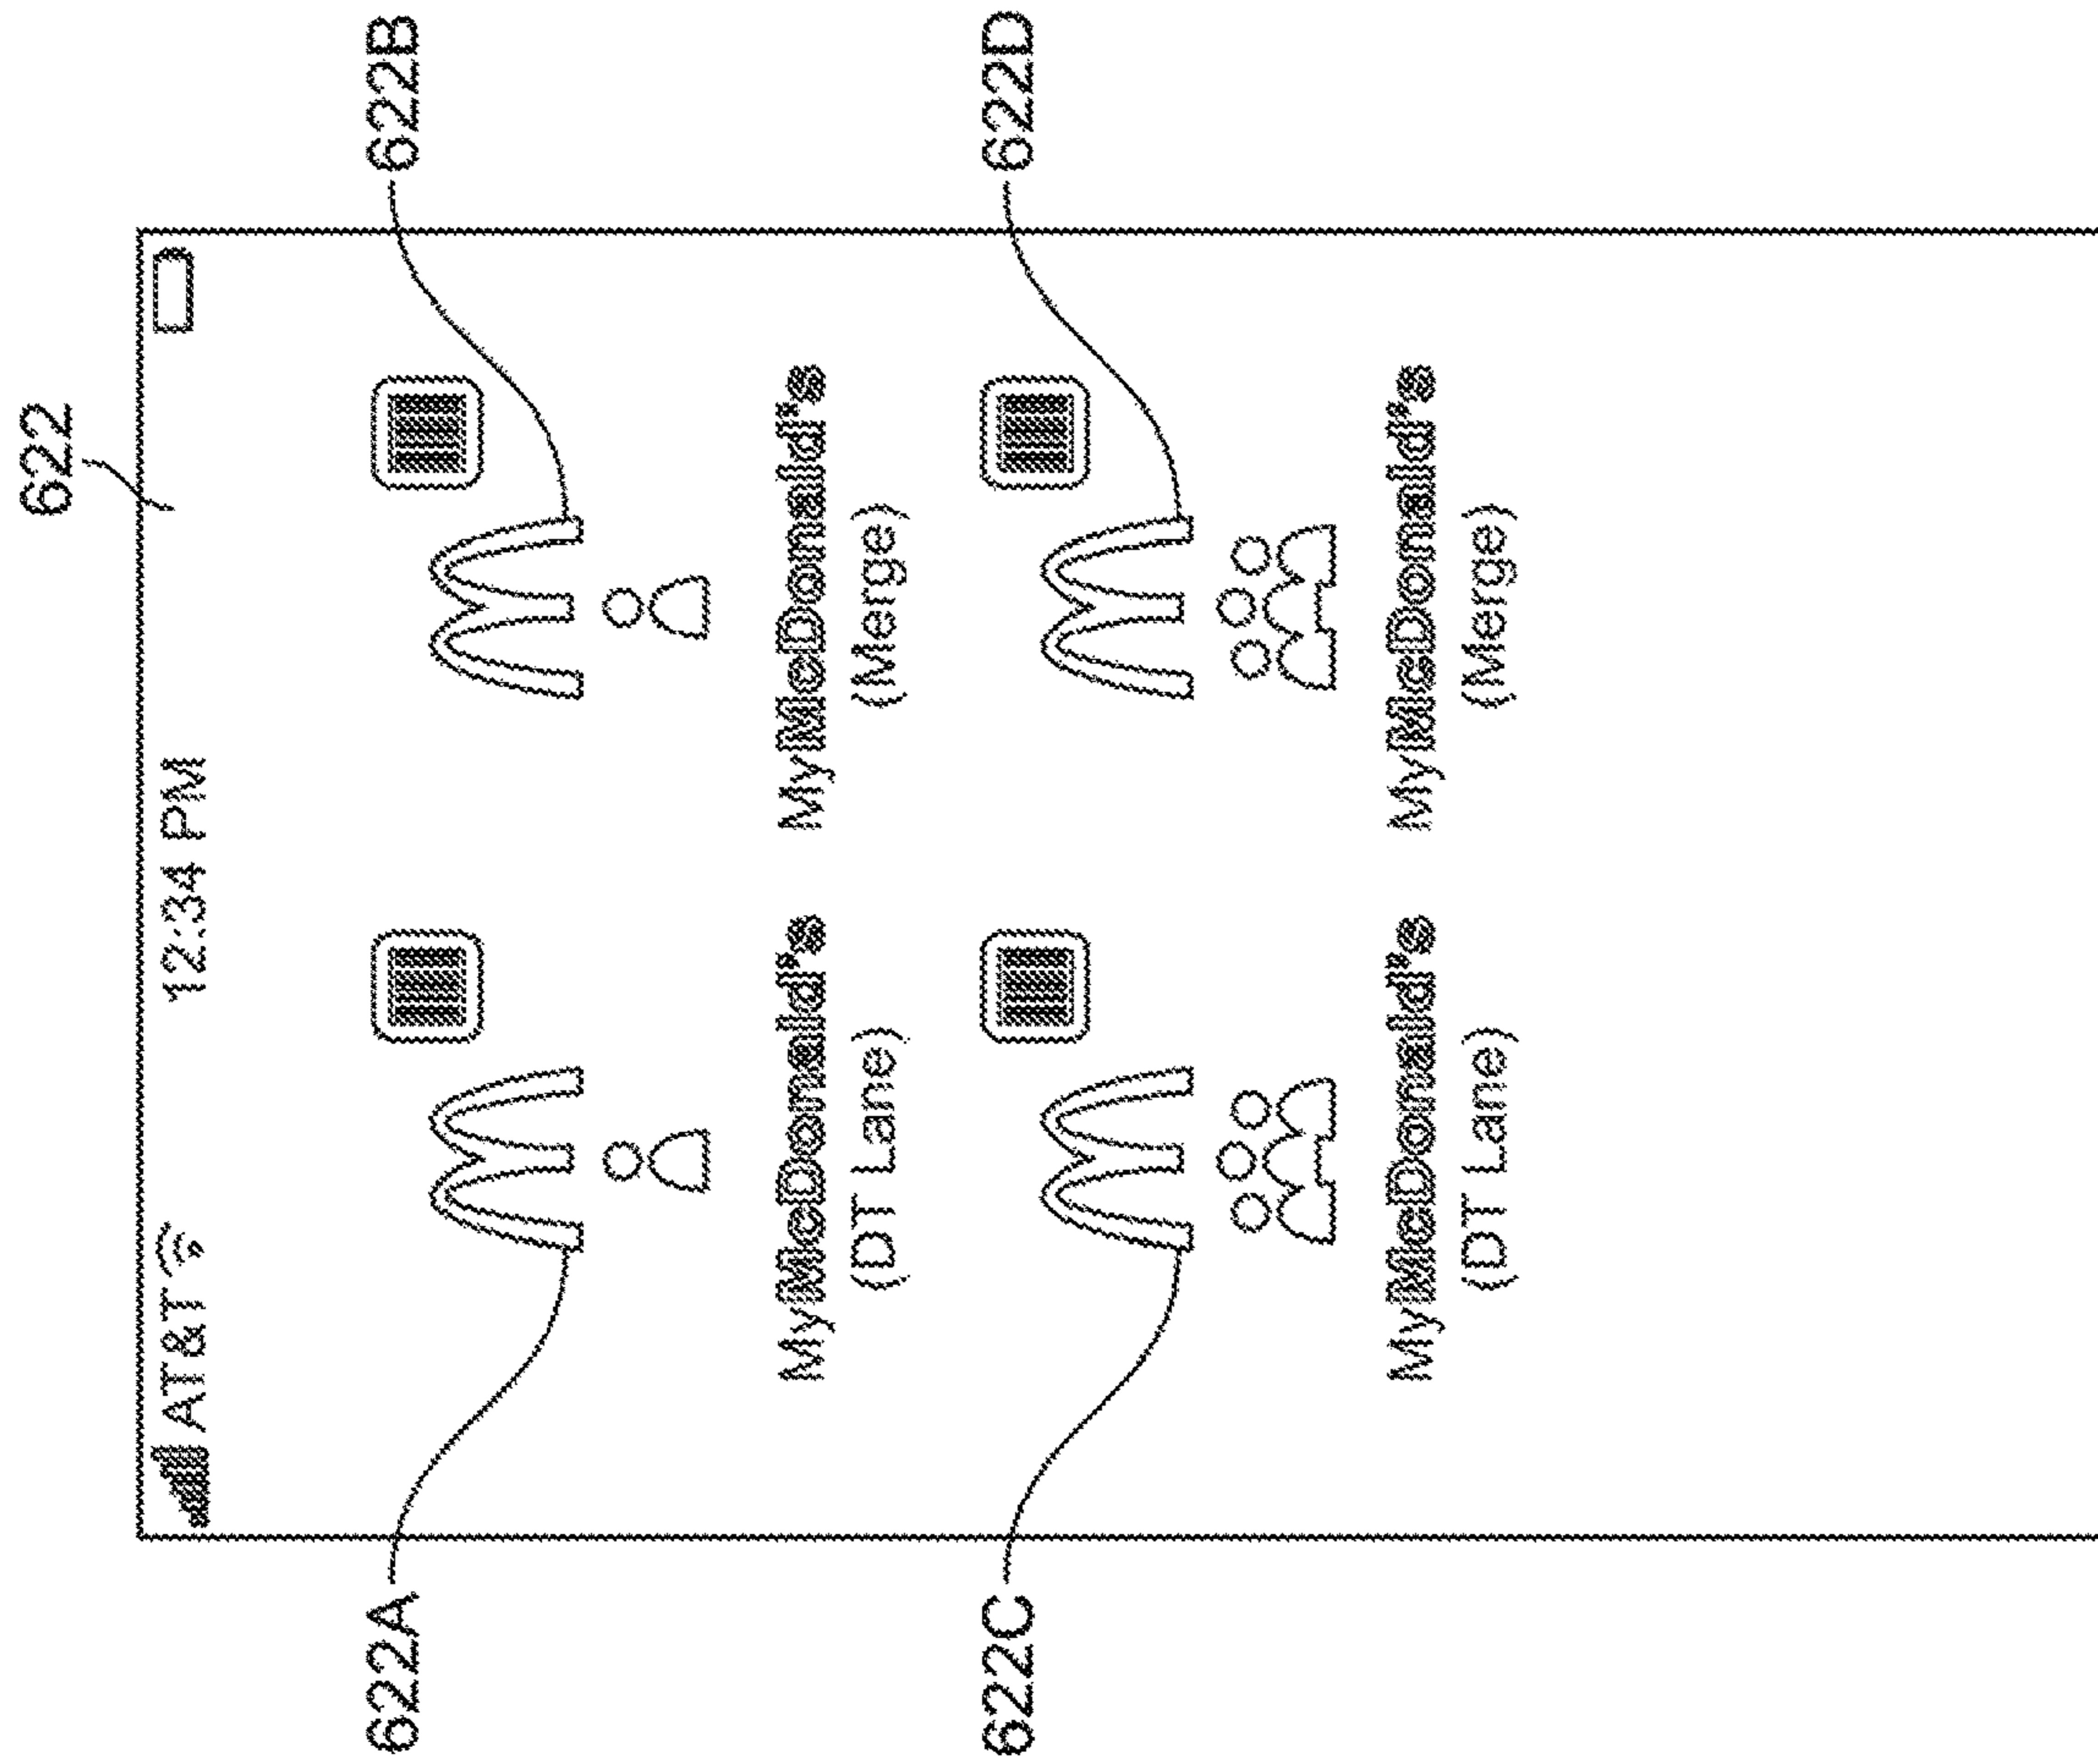 622
AT&T 12:34 PM
622A
622B
MyMcDonald's
(DT Lane)
MyMcDonald's
(Merge)
622C
622D
MyMcDonald's
(DT Lane)
MyMcDonald's
(Merge)